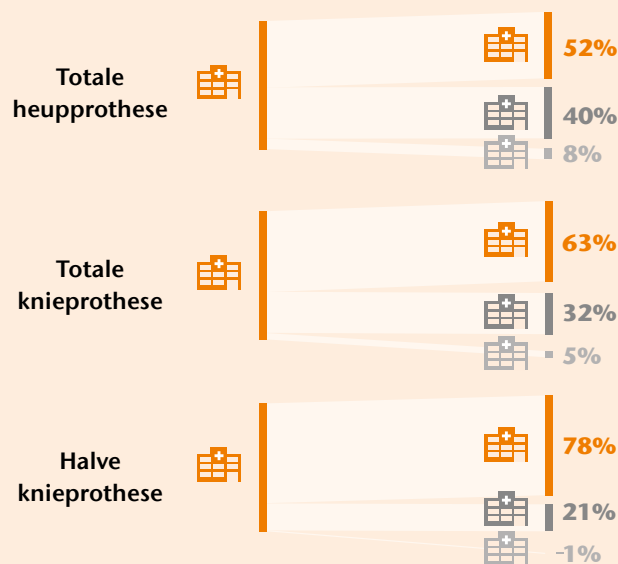 Totale
heupprothese
52%
40%
8%
Totale
knieprothese
63%
32%
5%
Halve
knieprothese
78%
21%
1%